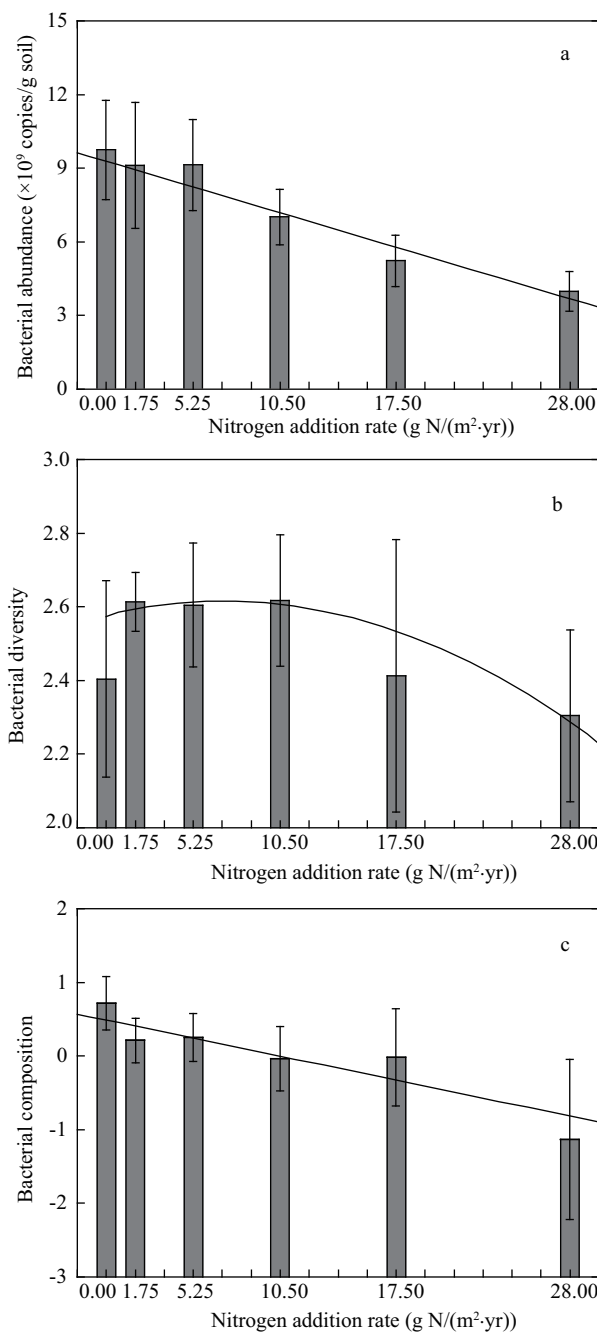 15
a
12
9
6
3
0
Bacterial abundance (×10⁹ copies/g soil)
0.00 1.75 5.25 10.50 17.50 28.00
Nitrogen addition rate (g N/(m²·yr))
3.0
b
2.8
2.6
2.4
2.2
2.0
Bacterial diversity
0.00 1.75 5.25 10.50 17.50 28.00
Nitrogen addition rate (g N/(m²·yr))
2
c
1
0
-1
-2
-3
Bacterial composition
0.00 1.75 5.25 10.50 17.50 28.00
Nitrogen addition rate (g N/(m²·yr))